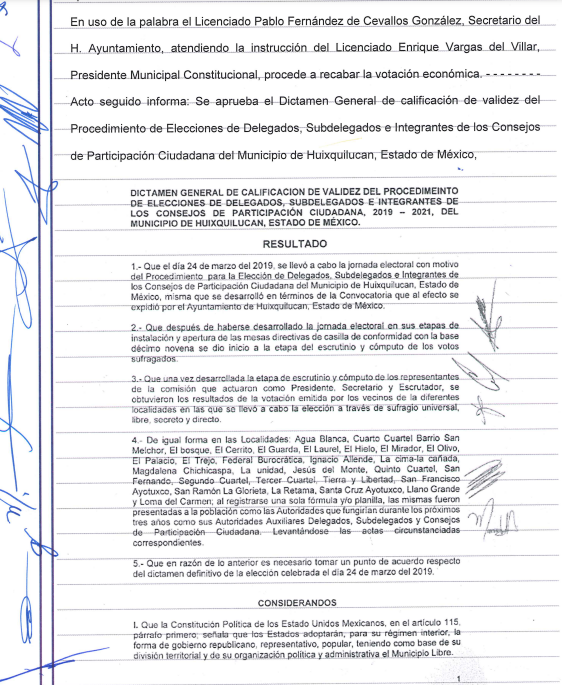 En uso de la palabra el Licenciado Pablo Fernández de Cevallos González, Secretario del
H. Ayuntamiento, atendiendo la instrucción del Licenciado Enrique Vargas del Villar,
Presidente Municipal Constitucional, procede a recabar la votación económica. - - - - - - - -
Acto seguido informa: Se aprueba el Dictamen General de calificación de validez del
Procedimiento de Elecciones de Delegados, Subdelegados e Integrantes de los Consejos
de Participación Ciudadana del Municipio de Huixquilucan, Estado de México,
DICTAMEN GENERAL DE CALIFICACION DE VALIDEZ DEL PROCEDIMEINTO
DE ELECCIONES DE DELEGADOS, SUBDELEGADOS E INTEGRANTES DE
LOS CONSEJOS DE PARTICIPACIÓN CIUDADANA, 2019 – 2021, DEL
MUNICIPIO DE HUIXQUILUCAN, ESTADO DE MÉXICO.
RESULTADO
1.- Que el día 24 de marzo del 2019, se llevó a cabo la jornada electoral con motivo
del Procedimiento para la Elección de Delegados, Subdelegados e Integrantes de
los Consejos de Participación Ciudadana del Municipio de Huixquilucan, Estado de
México, misma que se desarrolló en términos de la Convocatoria que al efecto se
expidió por el Ayuntamiento de Huixquilucan, Estado de México.
2.- Que después de haberse desarrollado la jornada electoral en sus etapas de
instalación y apertura de las mesas directivas de casilla de conformidad con la base
décimo novena se dio inicio a la etapa del escrutinio y cómputo de los votos
sufragados.
3.- Que una vez desarrollada la etapa de escrutinio y cómputo de los representantes
de la comisión que actuaron como Presidente. Secretario y Escrutador, se
obtuvieron los resultados de la votación emitida por los vecinos de la diferentes
localidades en las que se llevó a cabo la elección a través de sufragio universal,
libre, secreto y directo.
4.- De igual forma en las Localidades: Agua Blanca, Cuarto Cuartel Barrio San
Melchor, El bosque, El Cerrito, El Guarda, El Laurel, El Hielo, El Mirador, El Olivo,
El Palacio, El Trejo, Federal Burocrática, Ignacio Allende, La cima-la cañada,
Magdalena Chichicaspa, La unidad, Jesús del Monte, Quinto Cuartel, San
Fernando, Segundo Cuartel, Tercer Cuartel, Tierra y Libertad, San Francisco
Ayotuxco, San Ramón La Glorieta, La Retama, Santa Cruz Ayotuxco, Llano Grande
y Loma del Carmen; al registrarse una sola fórmula y/o planilla, las mismas fueron
presentadas a la población como las Autoridades que fungirían durante los próximos
tres años como sus Autoridades Auxiliares Delegados, Subdelegados y Consejos
de Participación Ciudadana. Levantándose las actas circunstanciadas
correspondientes.
5.- Que en razón de lo anterior es necesario tomar un punto de acuerdo respecto
del dictamen definitivo de la elección celebrada el día 24 de marzo del 2019.
CONSIDERANDOS
I. Que la Constitución Política de los Estado Unidos Mexicanos, en el artículo 115,
párrafo primero, señala que los Estados adoptarán, para su régimen interior, la
forma de gobierno republicano, representativo, popular, teniendo como base de su
división territorial y de su organización política y administrativa el Municipio Libre.
1